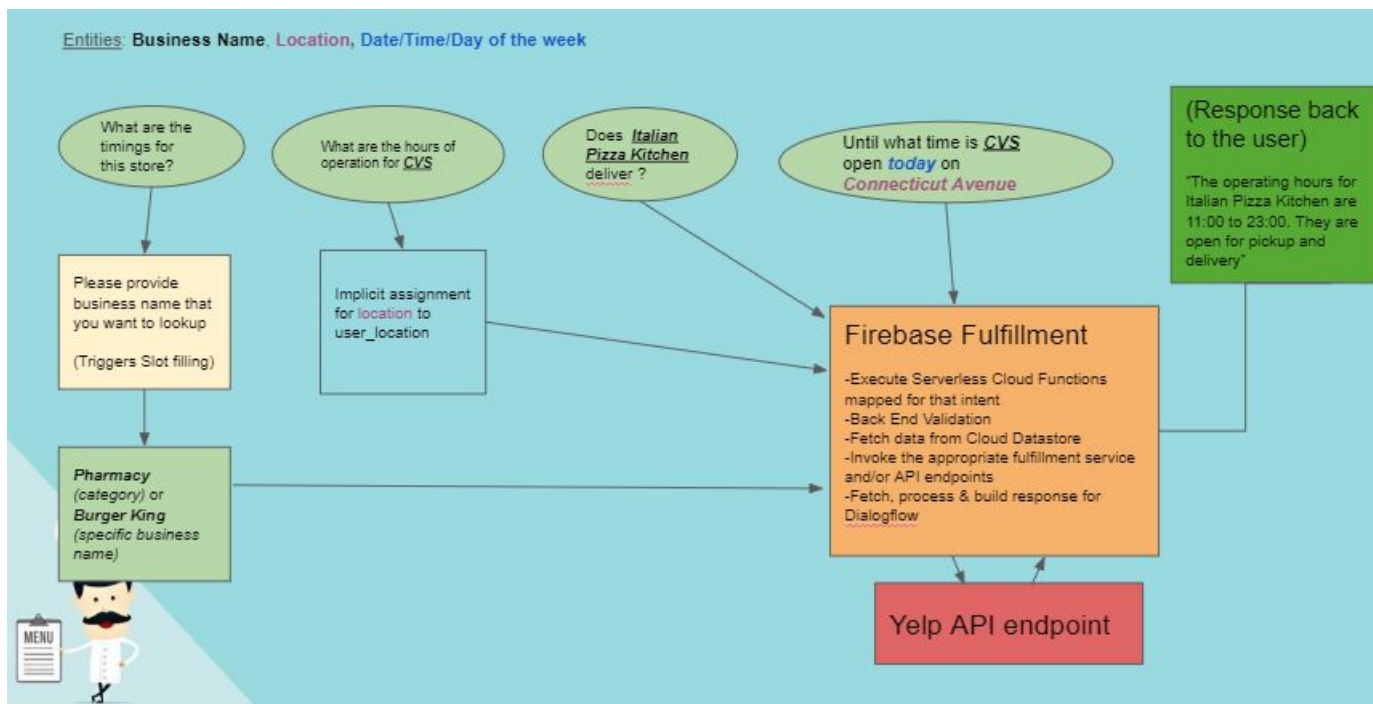 Entities: Business Name, Location, Date/Time/Day of the week
What are the
timings for
this store?
What are the hours of
operation for CVS
Does Italian
Pizza Kitchen
deliver ?
Until what time is CVS
open today on
Connecticut Avenue
(Response back
to the user)
"The operating hours for
Italian Pizza Kitchen are
11:00 to 23:00. They are
open for pickup and
delivery"
Please provide
business name that
you want to lookup
(Triggers Slot filling)
Implicit assignment
for location to
user_location
Firebase Fulfillment
-Execute Serverless Cloud Functions
mapped for that intent
-Back End Validation
-Fetch data from Cloud Datastore
-Invoke the appropriate fulfillment service
and/or API endpoints
-Fetch, process & build response for
Dialogflow
Pharmacy
(category) or
Burger King
(specific business
name)
Yelp API endpoint
MENU